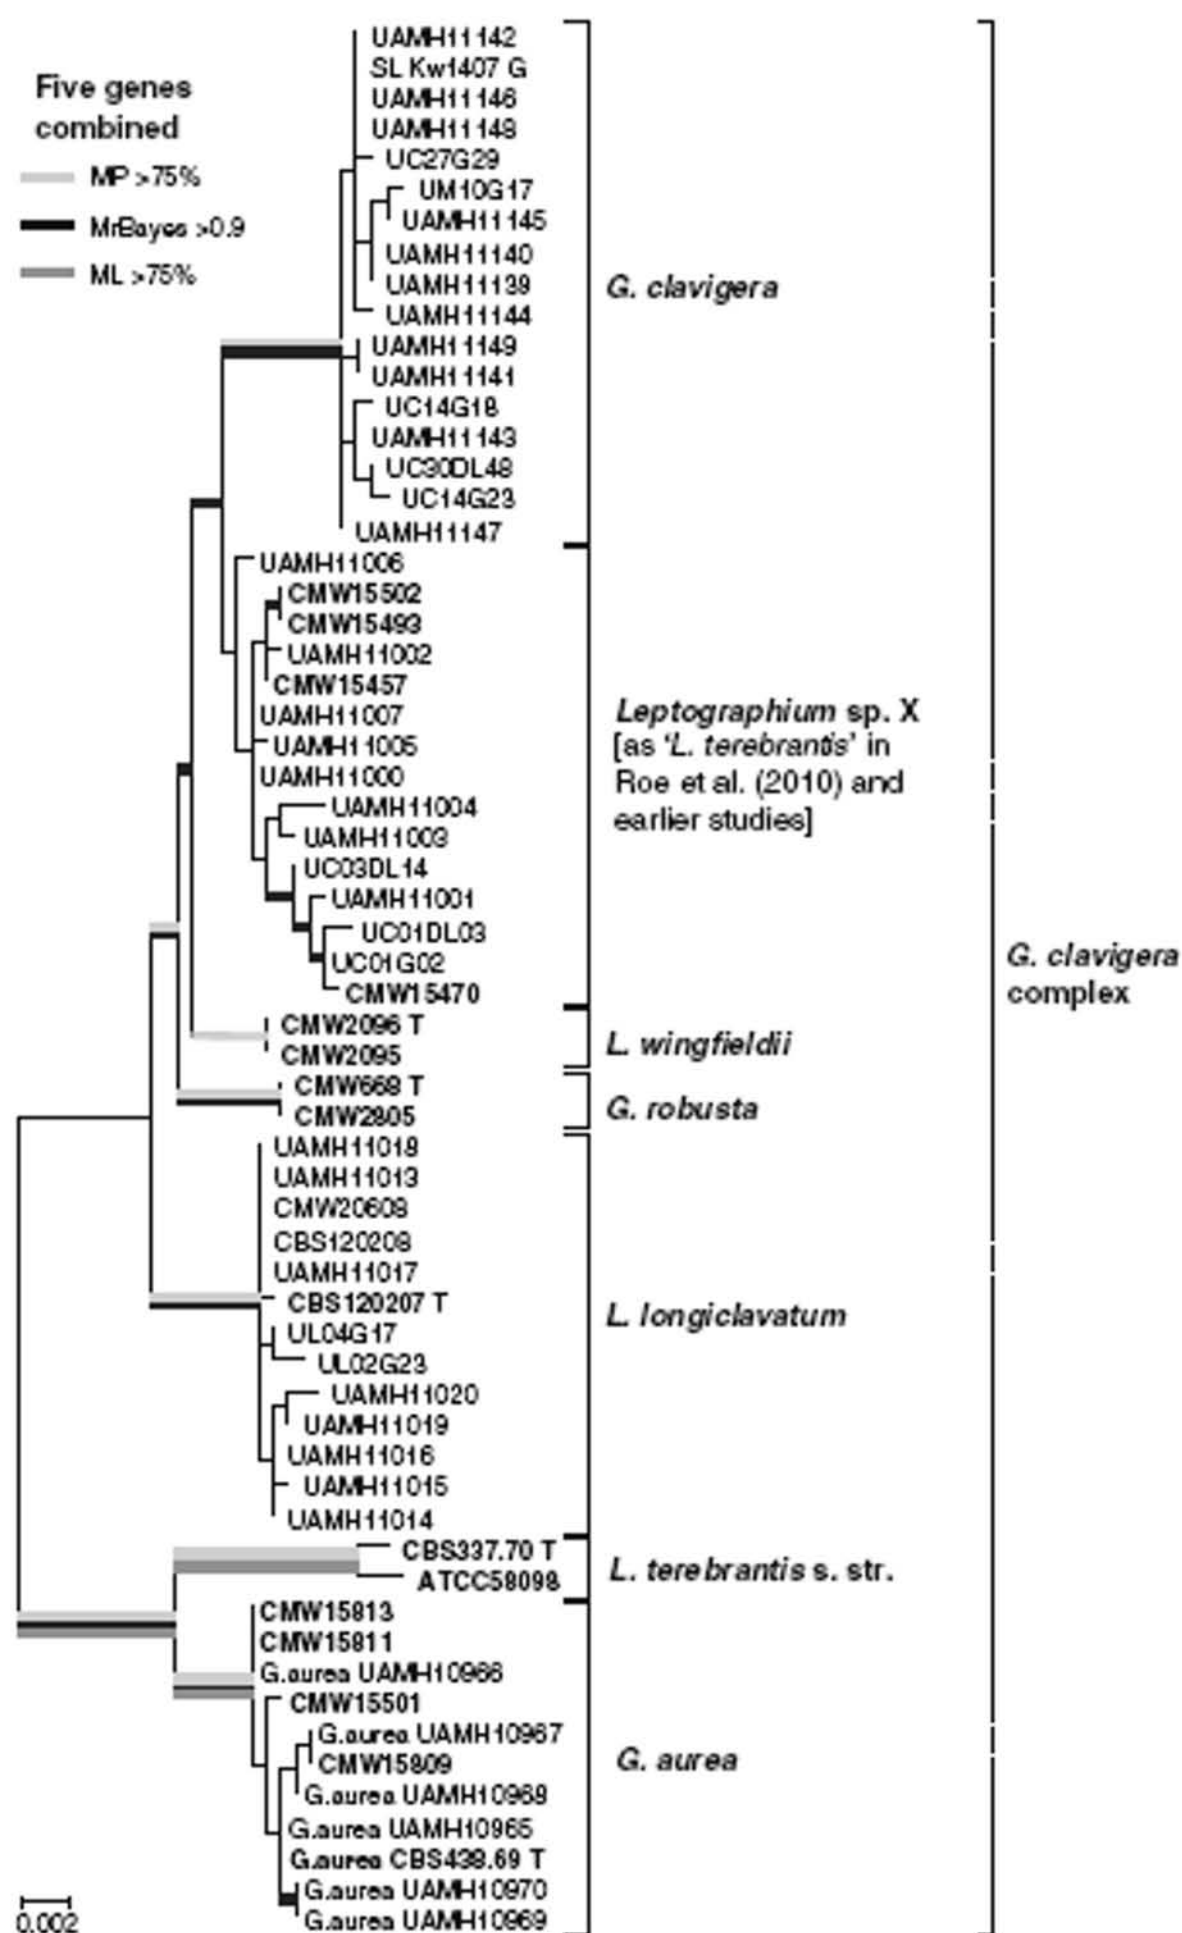 Five genes
combined
MP >75%
MrBayes >0.9
ML >75%
UAMH11142
SL Kw1407 G
UAMH11146
UAMH11148
UC27G29
UM10G17
UAMH11145
UAMH11140
UAMH11139
UAMH11144
UAMH11149
UAMH11141
UC14G18
UAMH11143
UC30DL48
UC14G23
UAMH11147
G. clavigera
UAMH11006
CMW15502
CMW15493
UAMH11002
CMW15457
UAMH11007
UAMH11005
UAMH11000
UAMH11004
UAMH11003
UC03DL14
UAMH11001
UC01DL03
UC01G02
CMW15470
Leptographium sp. X
[as ‘L. terebrantis’ in
Roe et al. (2010) and
earlier studies]
CMW2096 T
CMW2095
L. wingfieldii
CMW668 T
CMW2805
G. robusta
UAMH11018
UAMH11013
CMW20608
CBS120208
UAMH11017
CBS120207 T
UL04G17
UL02G23
UAMH11020
UAMH11019
UAMH11016
UAMH11015
UAMH11014
L. longiclavatum
CBS337.70 T
ATCC58098
L. terebrantis s. str.
CMW15813
CMW15811
G.aurea UAMH10966
CMW15501
G.aurea UAMH10967
CMW15809
G.aurea UAMH10968
G.aurea UAMH10965
G.aurea CBS438.69 T
G.aurea UAMH10970
G.aurea UAMH10969
G. aurea
G. clavigera
complex
0.002